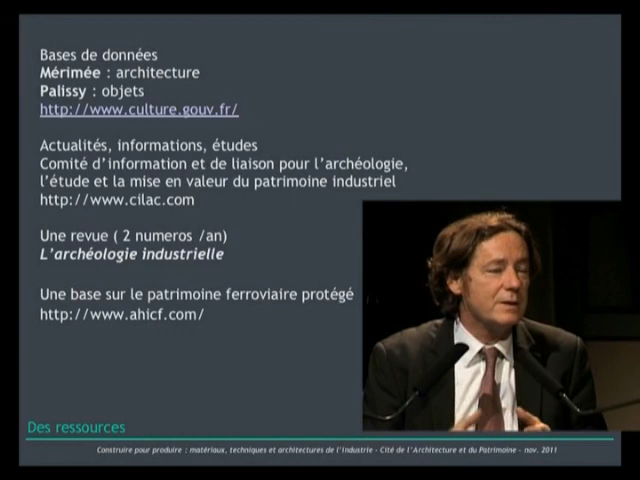 Bases de données
Mérimée : architecture
Palissy : objets
http://www.culture.gouv.fr/
Actualités, informations, études
Comité d'information et de liaison pour l'archéologie,
l'étude et la mise en valeur du patrimoine industriel
http://www.cilac.com
Une revue ( 2 numeros /an)
L'archéologie industrielle
Une base sur le patrimoine ferroviaire protégé
http://www.ahicf.com/
Des ressources
Construire pour produire : matériaux, techniques et architectures de l'industrie - Cité de l'Architecture et du Patrimoine - nov. 2011